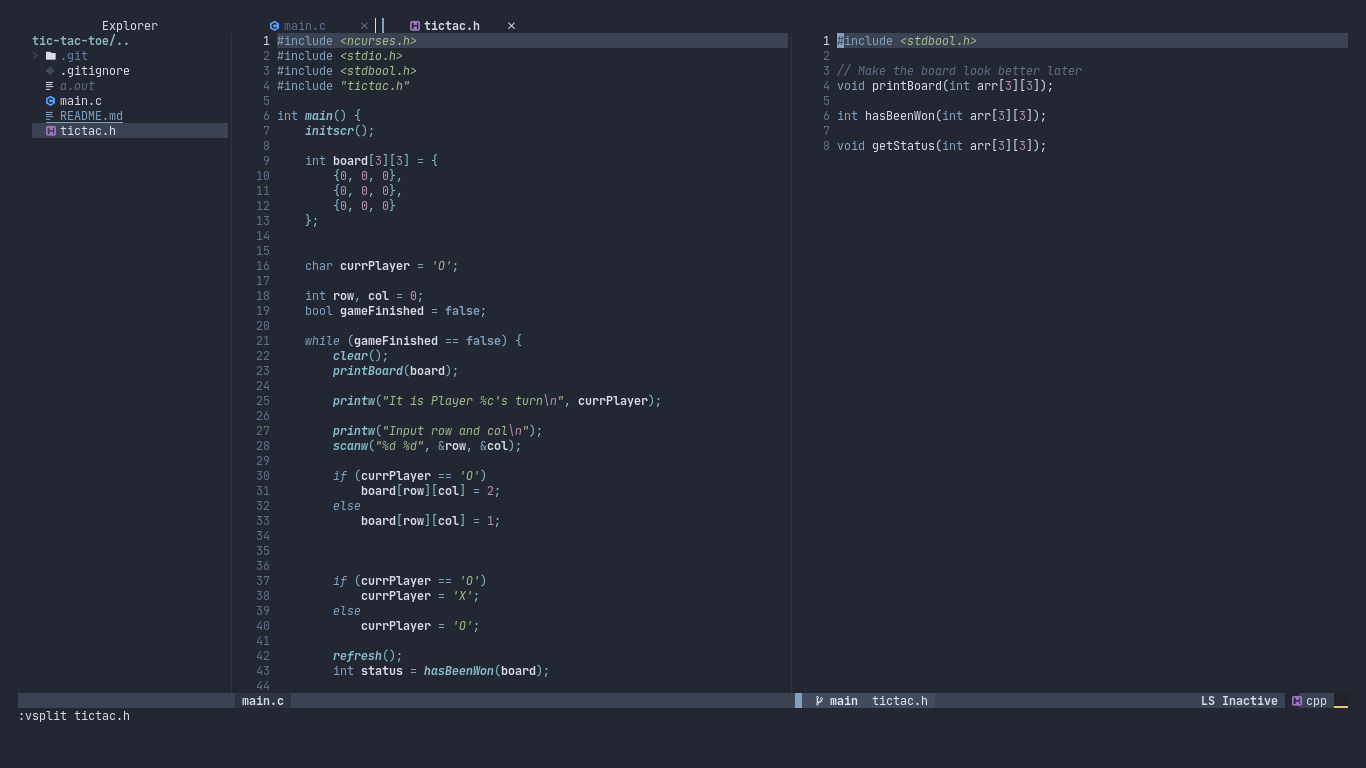 Explorer
main.c × tictac.h ×
tic-tac-toe/..
.git
.gitignore
a.out
main.c
README.md
tictac.h
1 #include <ncurses.h>
2 #include <stdio.h>
3 #include <stdbool.h>
4 #include "tictac.h"
5
6 int main() {
7 initscr();
8
9 int board[3][3] = {
10 {0, 0, 0},
11 {0, 0, 0},
12 {0, 0, 0}
13 };
14
15
16 char currPlayer = 'O';
17
18 int row, col = 0;
19 bool gameFinished = false;
20
21 while (gameFinished == false) {
22 clear();
23 printBoard(board);
24
25 printw("It is Player %c's turn\n", currPlayer);
26
27 printw("Input row and col\n");
28 scanw("%d %d", &row, &col);
29
30 if (currPlayer == 'O')
31 board[row][col] = 2;
32 else
33 board[row][col] = 1;
34
35
36
37 if (currPlayer == 'O')
38 currPlayer = 'X';
39 else
40 currPlayer = 'O';
41
42 refresh();
43 int status = hasBeenWon(board);
44
1 #include <stdbool.h>
2
3 // Make the board look better later
4 void printBoard(int arr[3][3]);
5
6 int hasBeenWon(int arr[3][3]);
7
8 void getStatus(int arr[3][3]);
main.c
main tictac.h LS Inactive cpp
:vsplit tictac.h